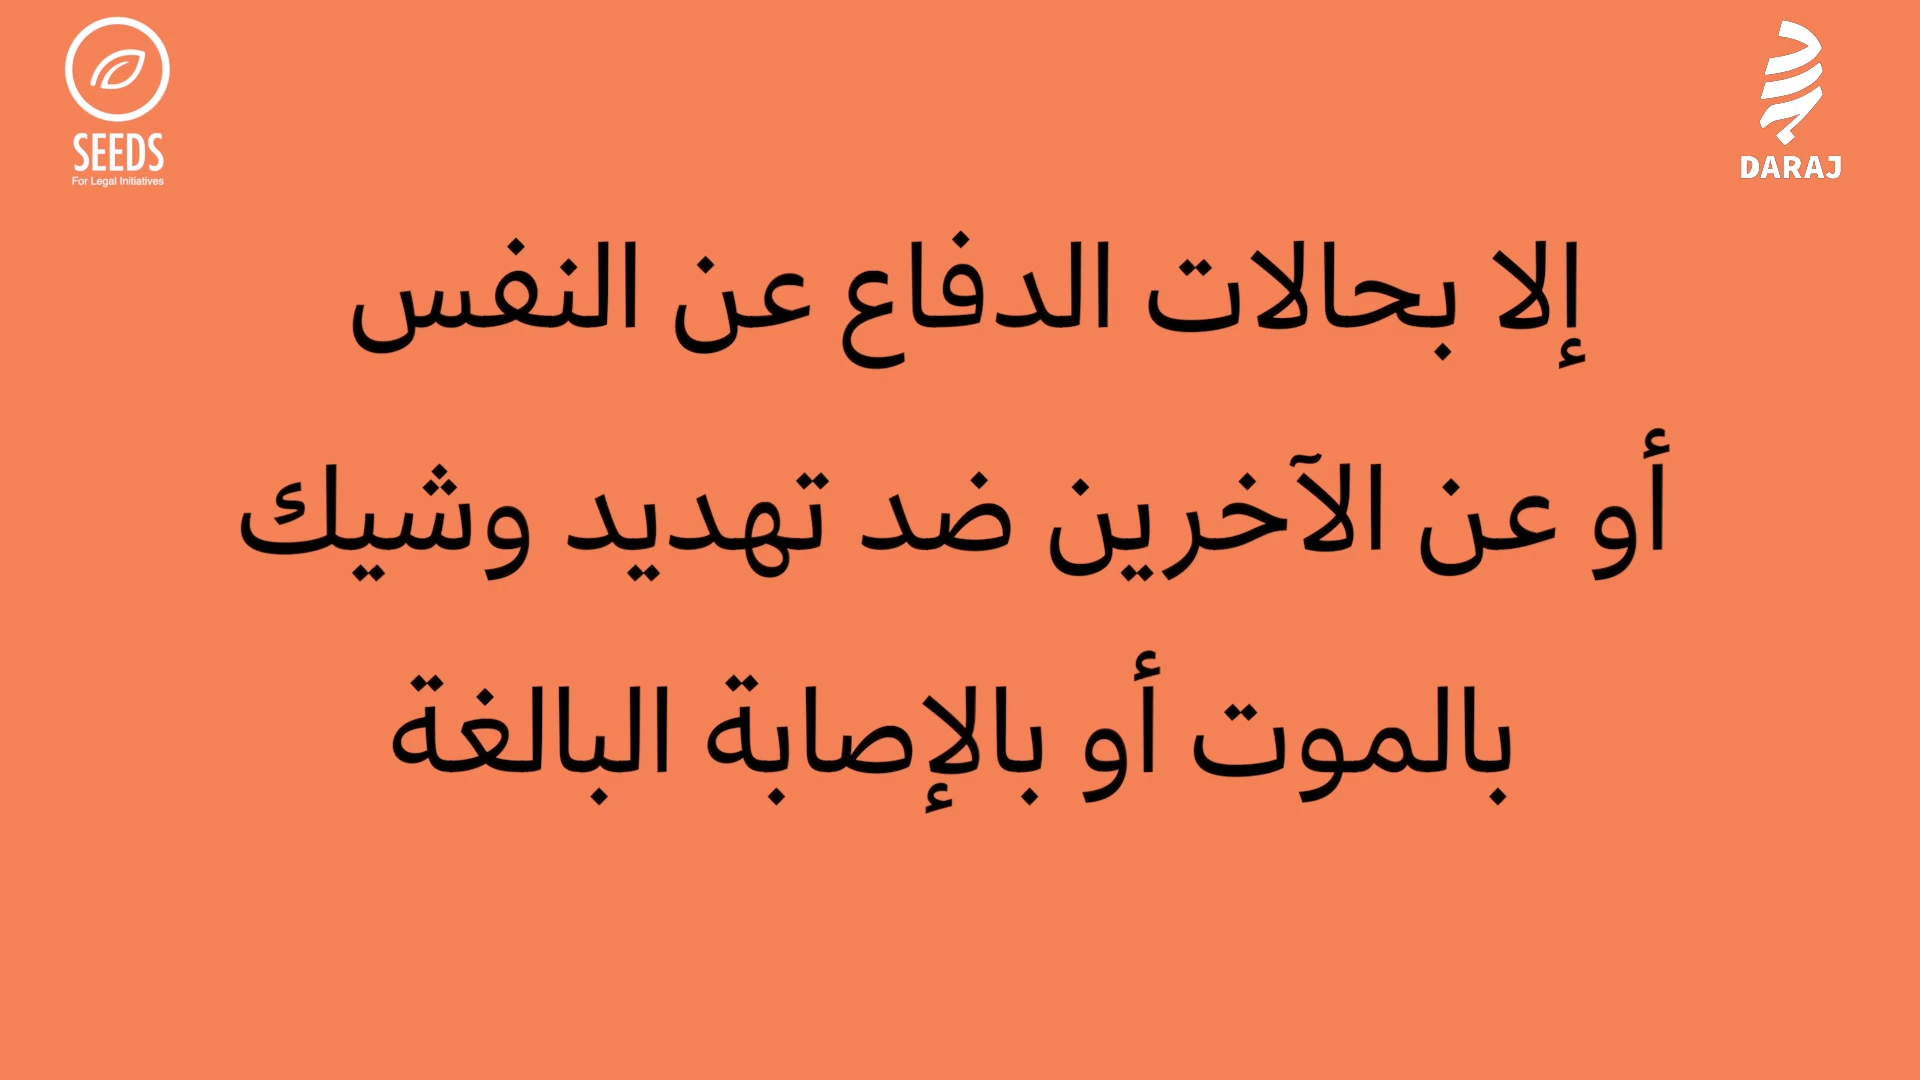 SEEDS
For Legal Initiatives
DARAJ
إلا بحالات الدفاع عن النفس
أو عن الآخرين ضد تهديد وشيك
بالموت أو بالإصابة البالغة